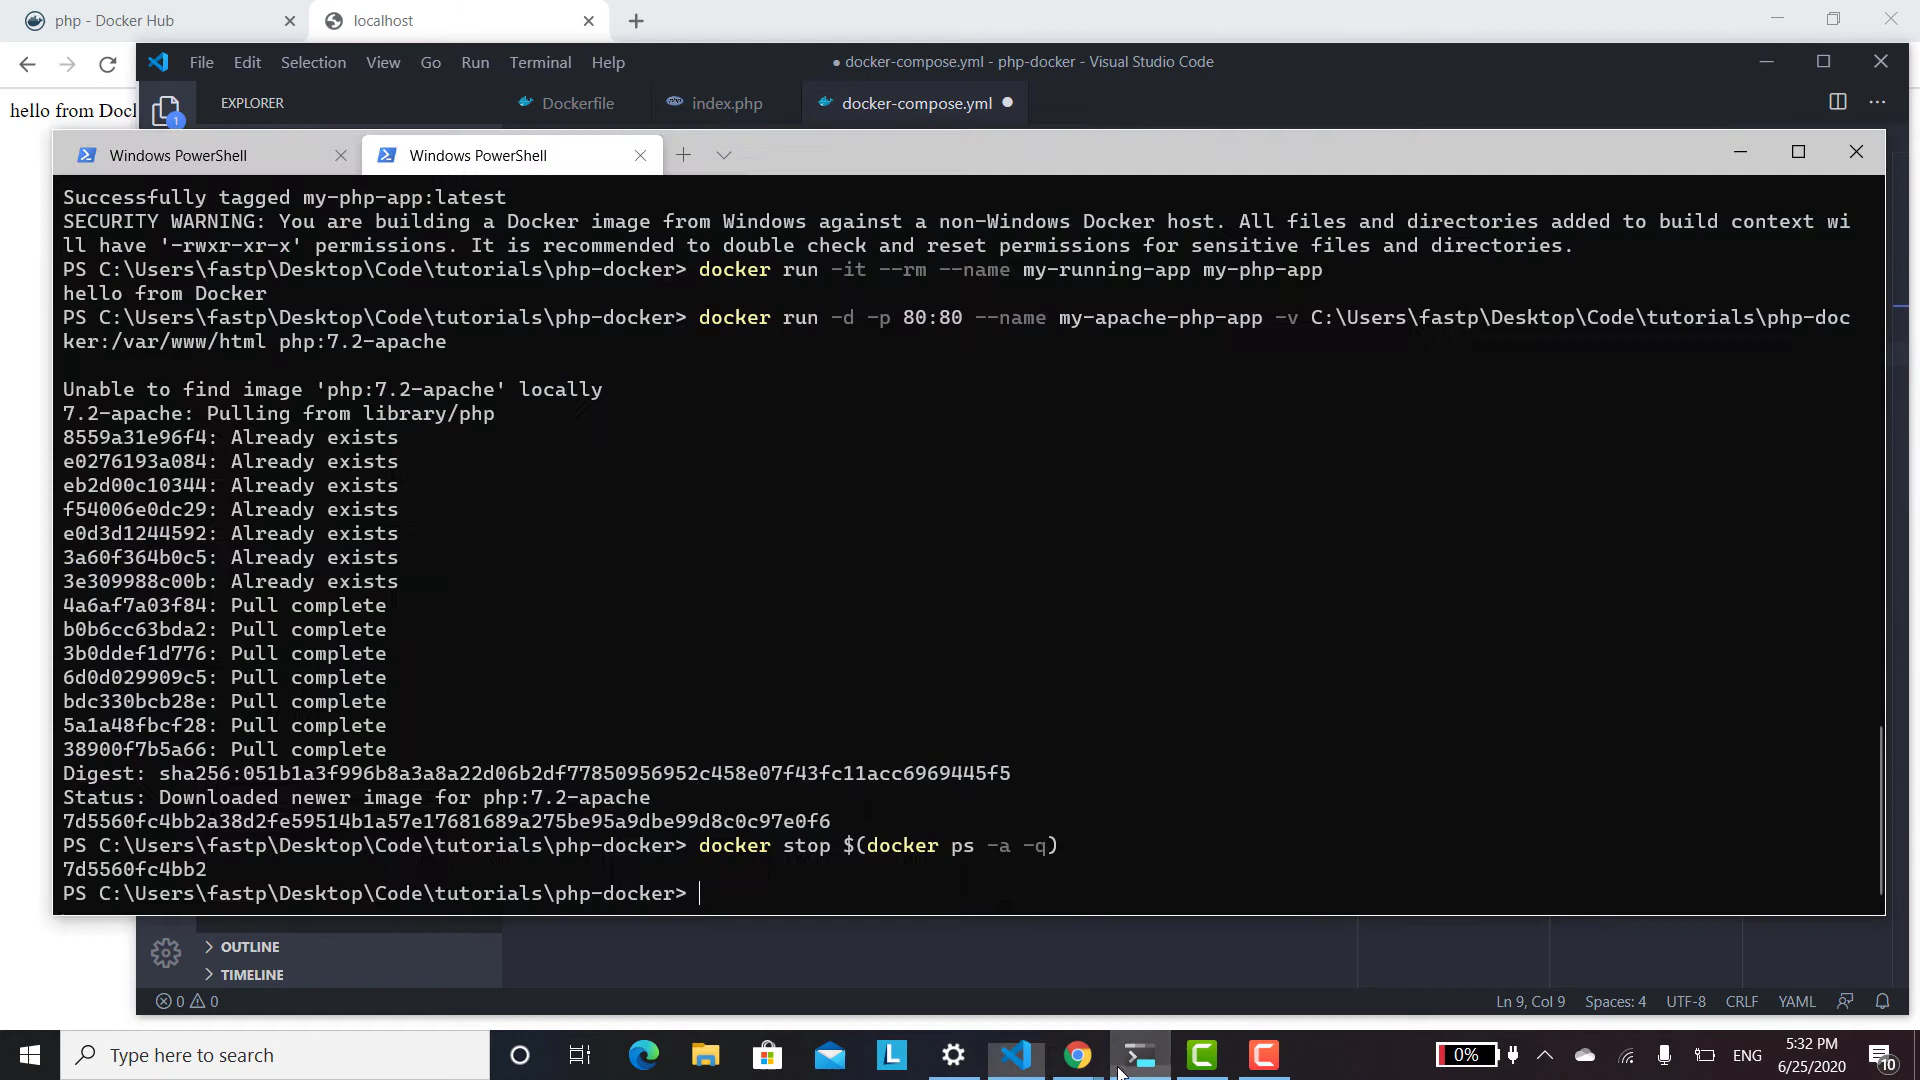 php - Docker Hub
localhost
File Edit Selection View Go Run Terminal Help
● docker-compose.yml - php-docker - Visual Studio Code
hello from Doc
EXPLORER
Dockerfile
index.php
docker-compose.yml ●
1
Windows PowerShell
Windows PowerShell
Successfully tagged my-php-app:latest
SECURITY WARNING: You are building a Docker image from Windows against a non-Windows Docker host. All files and directories added to build context wi
ll have '-rwxr-xr-x' permissions. It is recommended to double check and reset permissions for sensitive files and directories.
PS C:\Users\fastp\Desktop\Code\tutorials\php-docker> docker run -it --rm --name my-running-app my-php-app
hello from Docker
PS C:\Users\fastp\Desktop\Code\tutorials\php-docker> docker run -d -p 80:80 --name my-apache-php-app -v C:\Users\fastp\Desktop\Code\tutorials\php-doc
ker:/var/www/html php:7.2-apache
Unable to find image 'php:7.2-apache' locally
7.2-apache: Pulling from library/php
8559a31e96f4: Already exists
e0276193a084: Already exists
eb2d00c10344: Already exists
f54006e0dc29: Already exists
e0d3d1244592: Already exists
3a60f364b0c5: Already exists
3e309988c00b: Already exists
4a6af7a03f84: Pull complete
b0b6cc63bda2: Pull complete
3b0ddef1d776: Pull complete
6d0d029909c5: Pull complete
bdc330bcb28e: Pull complete
5a1a48fbcf28: Pull complete
38900f7b5a66: Pull complete
Digest: sha256:051b1a3f996b8a3a8a22d06b2df77850956952c458e07f43fc11acc6969445f5
Status: Downloaded newer image for php:7.2-apache
7d5560fc4bb2a38d2fe59514b1a57e17681689a275be95a9dbe99d8c0c97e0f6
PS C:\Users\fastp\Desktop\Code\tutorials\php-docker> docker stop $(docker ps -a -q)
7d5560fc4bb2
PS C:\Users\fastp\Desktop\Code\tutorials\php-docker>
OUTLINE
TIMELINE
0 0
Ln 9, Col 9 Spaces: 4 UTF-8 CRLF YAML
Type here to search
L
0%
ENG
5:32 PM
6/25/2020
10